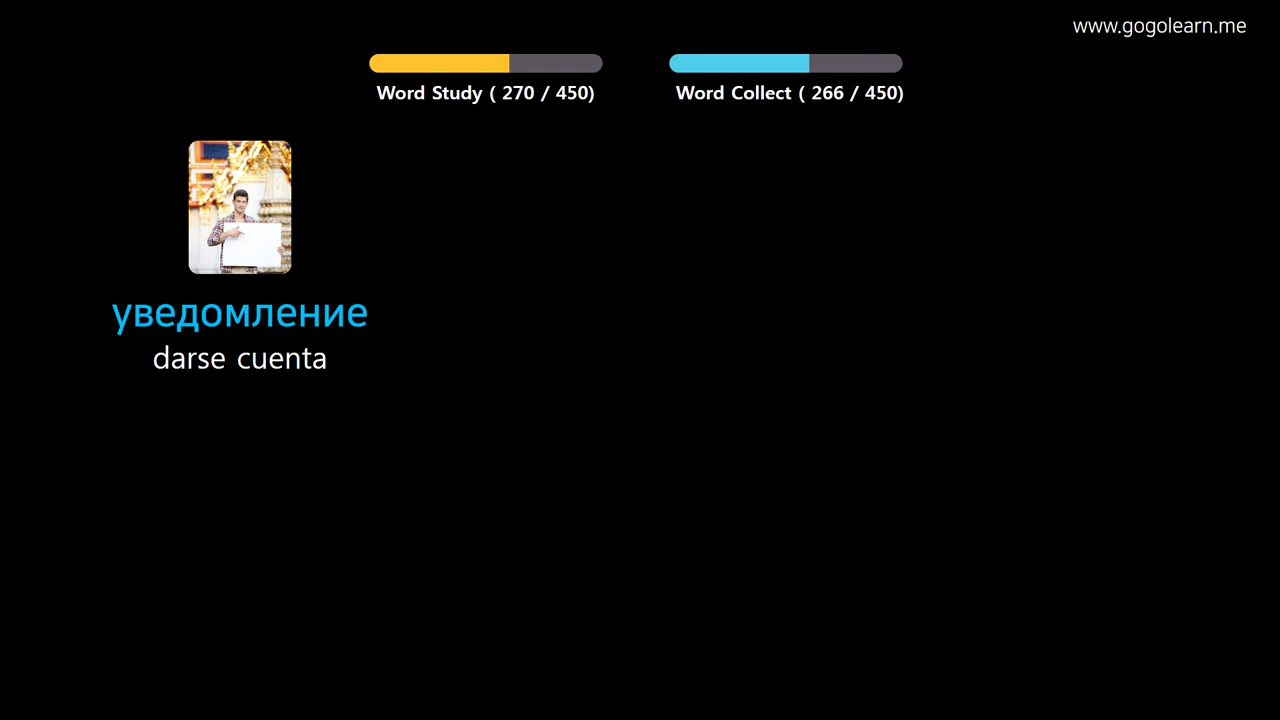 www.gogolearn.me
Word Study ( 270 / 450)
Word Collect ( 266 / 450)
уведомление
darse cuenta